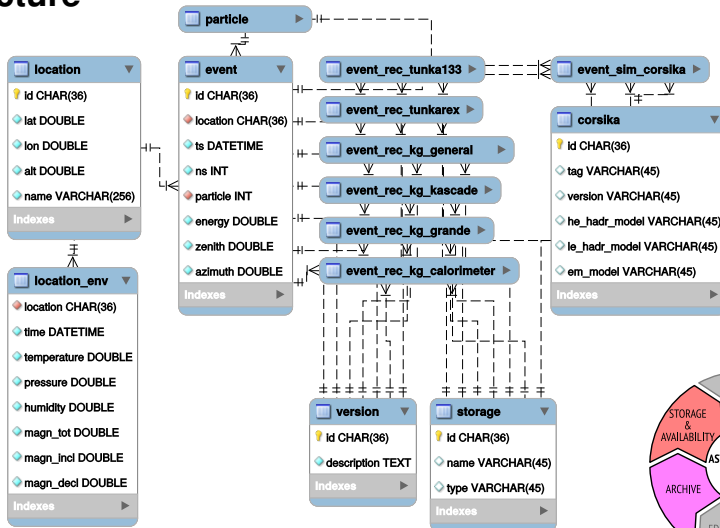 particle
location
id CHAR(36)
lat DOUBLE
lon DOUBLE
alt DOUBLE
name VARCHAR(256)
Indexes
location_env
location CHAR(36)
time DATETIME
temperature DOUBLE
pressure DOUBLE
humidity DOUBLE
magn_tot DOUBLE
magn_incl DOUBLE
magn_decl DOUBLE
Indexes
event
id CHAR(36)
location CHAR(36)
ts DATETIME
ns INT
particle INT
energy DOUBLE
zenith DOUBLE
azimuth DOUBLE
Indexes
event_rec_tunka133
event_rec_tunkarex
event_rec_kg_general
event_rec_kg_kascade
event_rec_kg_grande
event_rec_kg_calorimeter
event_sim_corsika
corsika
id CHAR(36)
tag VARCHAR(45)
version VARCHAR(45)
he_hadr_model VARCHAR(45)
le_hadr_model VARCHAR(45)
em_model VARCHAR(45)
Indexes
version
id CHAR(36)
description TEXT
Indexes
storage
id CHAR(36)
name VARCHAR(45)
type VARCHAR(45)
Indexes
STORAGE
&
AVAILABILITY
ARCHIVE